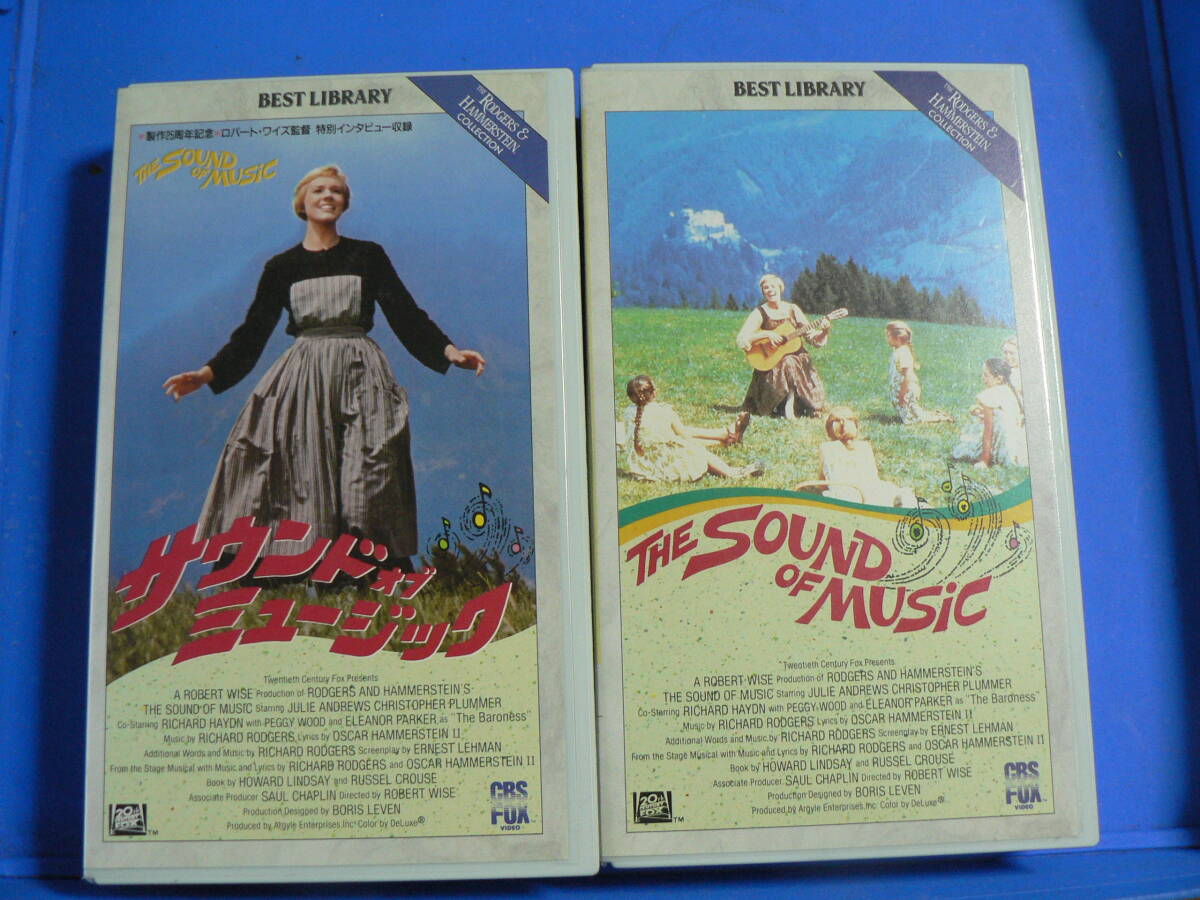 BEST LIBRARY
THE RODGERS & HAMMERSTEIN COLLECTION
製作25周年記念 ロバート・ワイズ監督 特別インタビュー収録
THE SOUND OF MUSIC
サウンド オブ
ミュージック
Twentieth Century Fox Presents
A ROBERT WISE Production of RODGERS AND HAMMERSTEIN'S
THE SOUND OF MUSIC Starring JULIE ANDREWS CHRISTOPHER PLUMMER
Co-Starring RICHARD HAYDN with PEGGY WOOD and ELEANOR PARKER as "The Baroness"
Music by RICHARD RODGERS Lyrics by OSCAR HAMMERSTEIN II
Additional Words and Music by RICHARD RODGERS Screenplay by ERNEST LEHMAN
From the Stage Musical with Music and Lyrics by RICHARD RODGERS and OSCAR HAMMERSTEIN II
Book by HOWARD LINDSAY and RUSSEL CROUSE
Associate Producer SAUL CHAPLIN Directed by ROBERT WISE
Production Designed by BORIS LEVEN
Produced by Argyle Enterprises, Inc. Color by DeLuxe®
20th CENTURY FOX TM
CBS FOX VIDEO
BEST LIBRARY
THE RODGERS & HAMMERSTEIN COLLECTION
THE SOUND
OF MUSIC
Twentieth Century Fox Presents
A ROBERT WISE Production of RODGERS AND HAMMERSTEIN'S
THE SOUND OF MUSIC Starring JULIE ANDREWS CHRISTOPHER PLUMMER
Co-Starring RICHARD HAYDN with PEGGY WOOD and ELEANOR PARKER as "The Bardness"
Music by RICHARD RODGERS Lyrics by OSCAR HAMMERSTEIN II
Additional Words and Music by RICHARD RODGERS Screenplay by ERNEST LEHMAN
From the Stage Musical with Music and Lyrics by RICHARD RODGERS and OSCAR HAMMERSTEIN II
Book by HOWARD LINDSAY and RUSSEL CROUSE
Associate Producer SAUL CHAPLIN Directed by ROBERT WISE
Production Designed by BORIS LEVEN
Produced by Argyle Enterprises, Inc. Color by DeLuxe®
20th CENTURY FOX TM
CBS FOX VIDEO